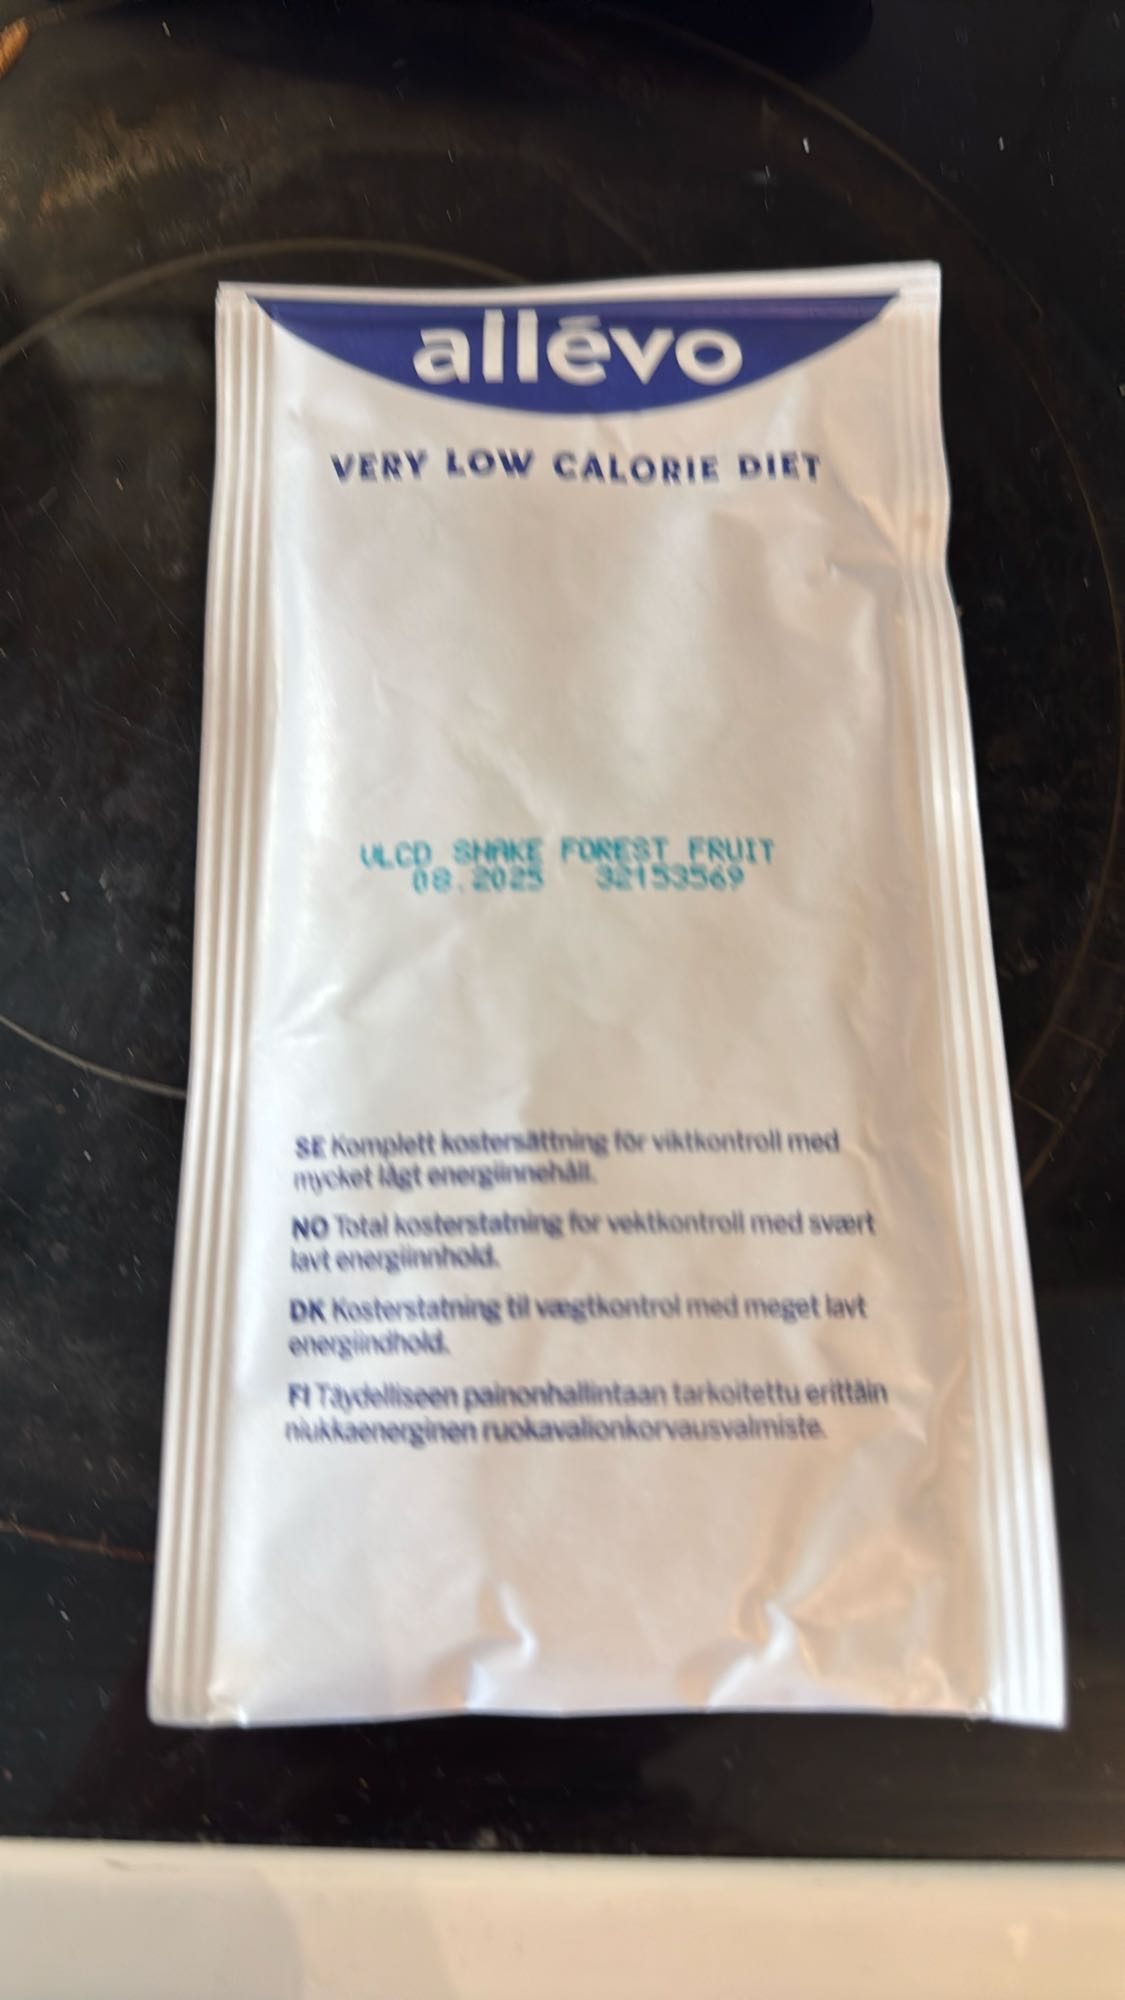 allévo
VERY LOW CALORIE DIET
VLCD SHAKE FOREST FRUIT
08.2025 32153569
SE Komplett kostersättning för viktkontroll med
mycket lågt energiinnehåll.
NO Total kosterstatning for vektkontroll med svært
lavt energiinnhold.
DK Kosterstatning til vægtkontrol med meget lavt
energiindhold.
FI Täydelliseen painonhallintaan tarkoitettu erittäin
niukkaenerginen ruokavalionkorvausvalmiste.